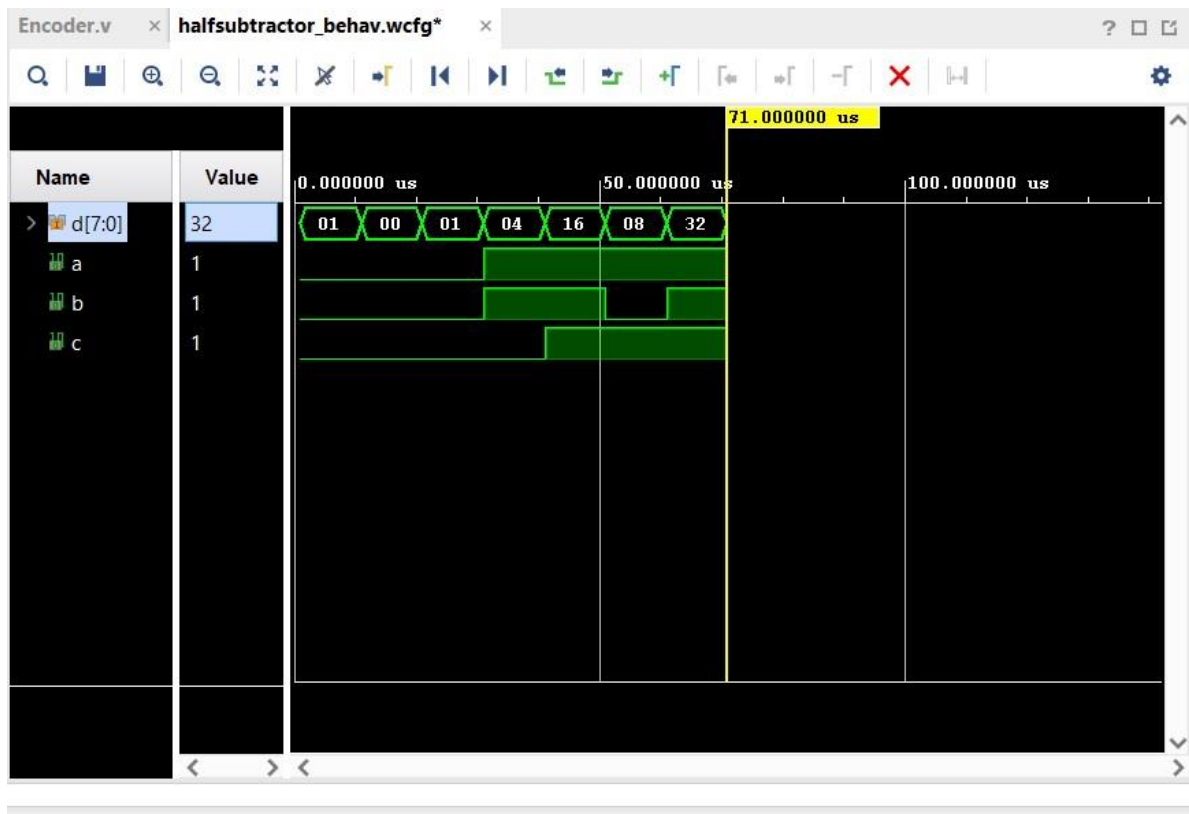 Encoder.v × halfsubtractor_behav.wcfg* × ?
71.000000 us
Name Value 0.000000 us 50.000000 us 100.000000 us
> d[7:0] 32 01 00 01 04 16 08 32
a 1
b 1
c 1